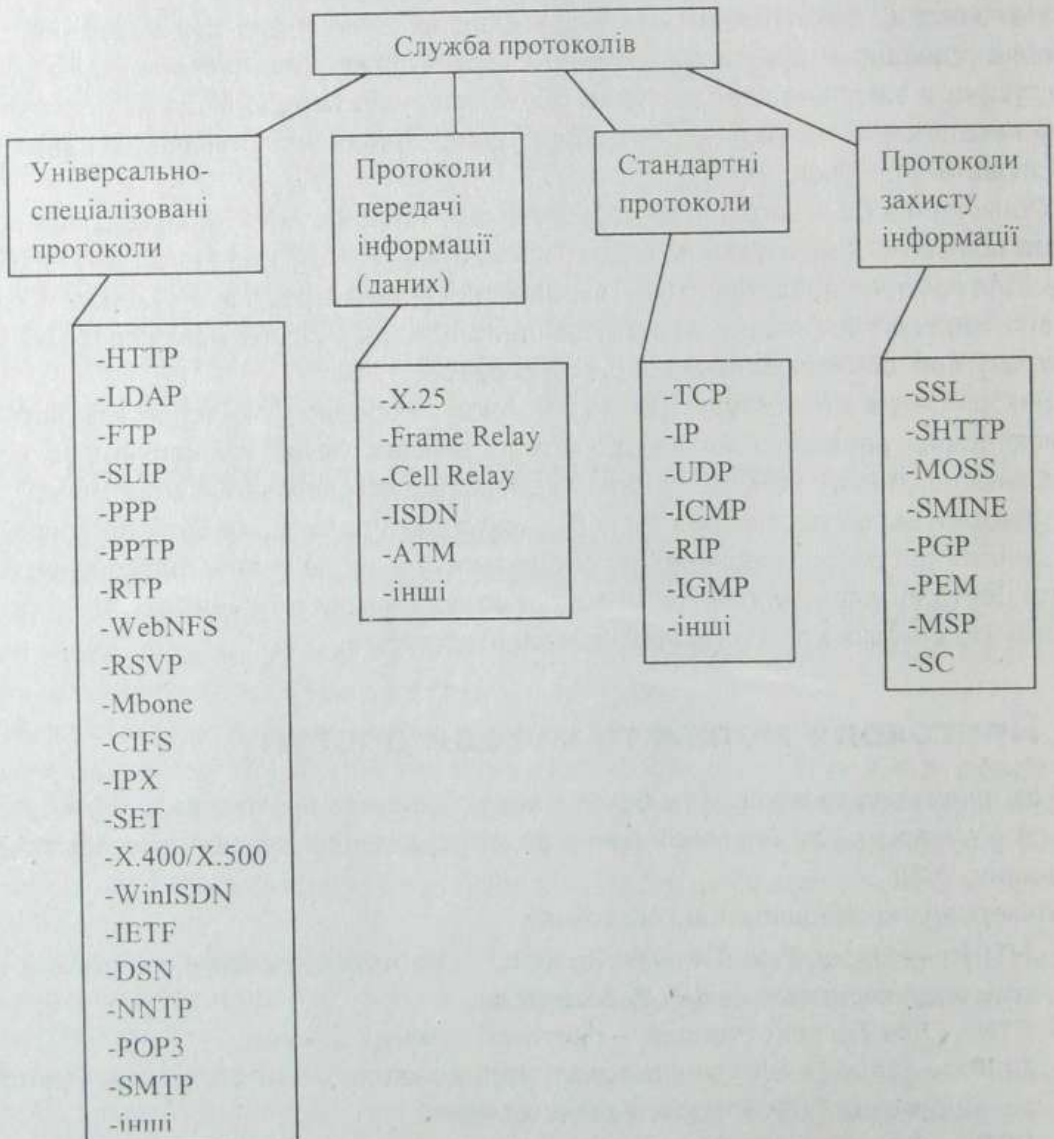 Служба протоколів
Універсально-
спеціалізовані
протоколи
Протоколи
передачі
інформації
(даних)
Стандартні
протоколи
Протоколи
захисту
інформації
-HTTP
-LDAP
-FTP
-SLIP
-PPP
-PPTP
-RTP
-WebNFS
-RSVP
-Mbone
-CIFS
-IPX
-SET
-X.400/X.500
-WinISDN
-IETF
-DSN
-NNTP
-POP3
-SMTP
-інші
-X.25
-Frame Relay
-Cell Relay
-ISDN
-ATM
-інші
-TCP
-IP
-UDP
-ICMP
-RIP
-IGMP
-інші
-SSL
-SHTTP
-MOSS
-SMINE
-PGP
-PEM
-MSP
-SC